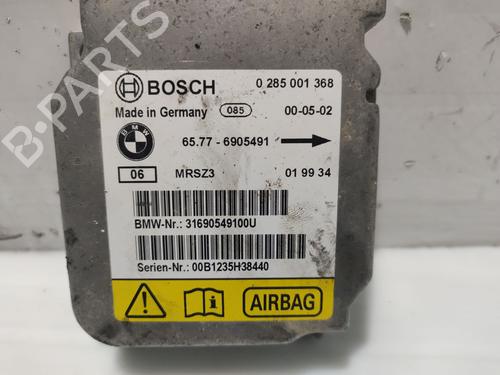 B-PARTS
BOSCH 0 285 001 368
Made in Germany 085 00-05-02
BMW
65.77 - 6905491
06 MRSZ3 01 99 34
BMW-Nr.: 31690549100U
Serien-Nr.: 00B1235H38440
AIRBAG